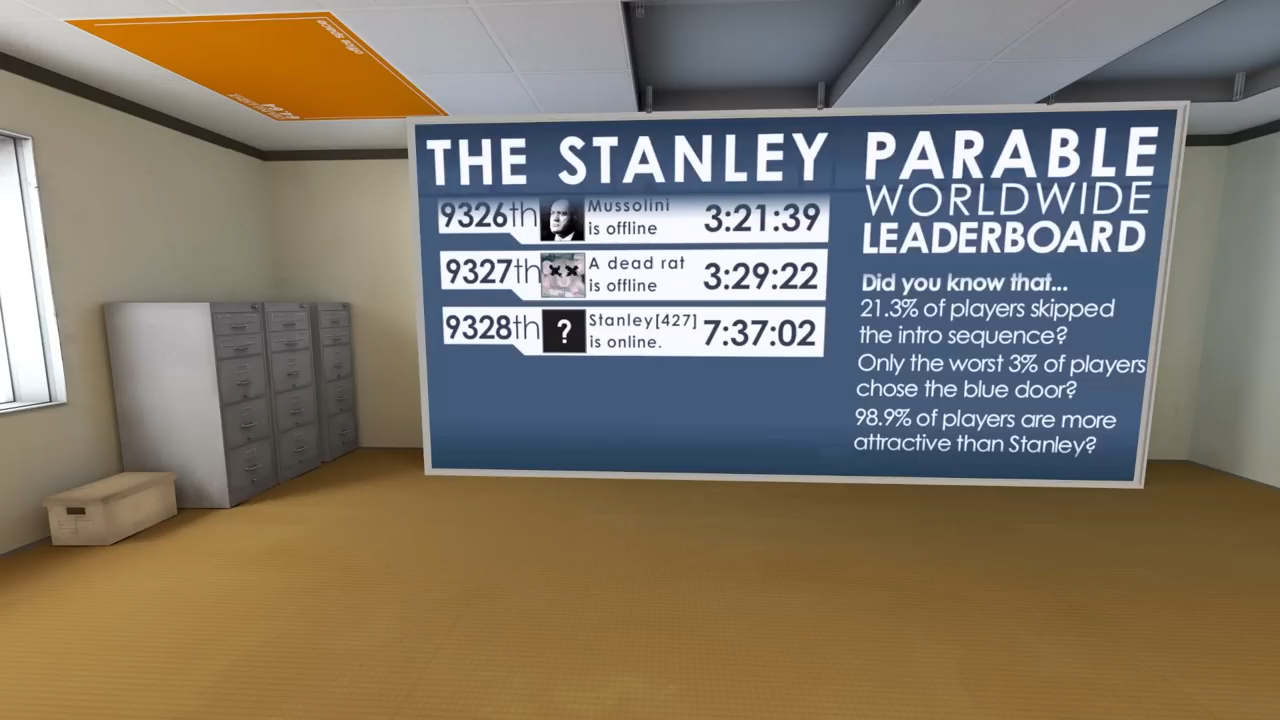 THE STANLEY PARABLE
WORLDWIDE
LEADERBOARD
9326th
Mussolini
is offline
3:21:39
9327th
A dead rat
is offline
3:29:22
9328th
?
Stanley[427]
is online.
7:37:02
Did you know that...
21.3% of players skipped
the intro sequence?
Only the worst 3% of players
chose the blue door?
98.9% of players are more
attractive than Stanley?